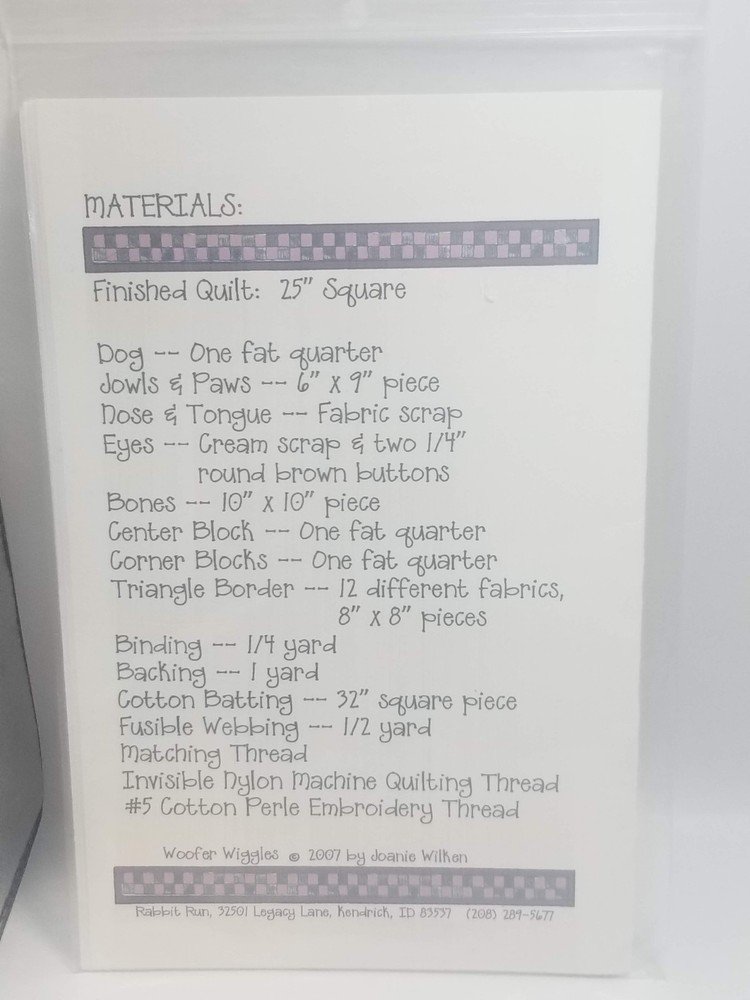 MATERIALS:
Finished Quilt: 25" Square
Dog -- One fat quarter
Jowls & Paws -- 6" X 9" piece
Nose & Tongue -- Fabric scrap
Eyes -- Cream scrap & two 1/4"
round brown buttons
Bones -- 10" X 10" piece
Center Block -- One fat quarter
Corner Blocks -- One fat quarter
Triangle Border -- 12 different fabrics,
8" X 8" pieces
Binding -- 1/4 yard
Backing -- 1 yard
Cotton Batting -- 32" square piece
Fusible Webbing -- 1/2 yard
Matching Thread
Invisible Nylon Machine Quilting Thread
#5 Cotton Perle Embroidery Thread
Woofer Wiggles © 2007 by Joanie Wilken
Rabbit Run, 32501 Legacy Lane, Kendrick, ID 83537 (208) 289-5677